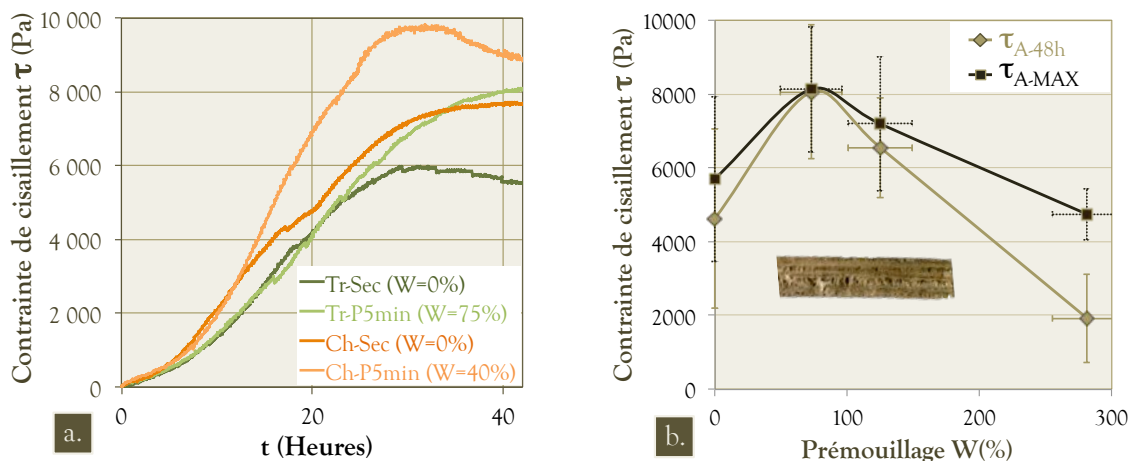 Contrainte de cisaillement τ (Pa)
10 000
8 000
6 000
4 000
2 000
0
0
20
40
t (Heures)
Tr-Sec (W=0%)
Tr-P5min (W=75%)
Ch-Sec (W=0%)
Ch-P5min (W=40%)
a.
Contrainte de cisaillement τ (Pa)
10000
8000
6000
4000
2000
0
0
100
200
300
Prémouillage W(%)
τA-48h
τA-MAX
b.